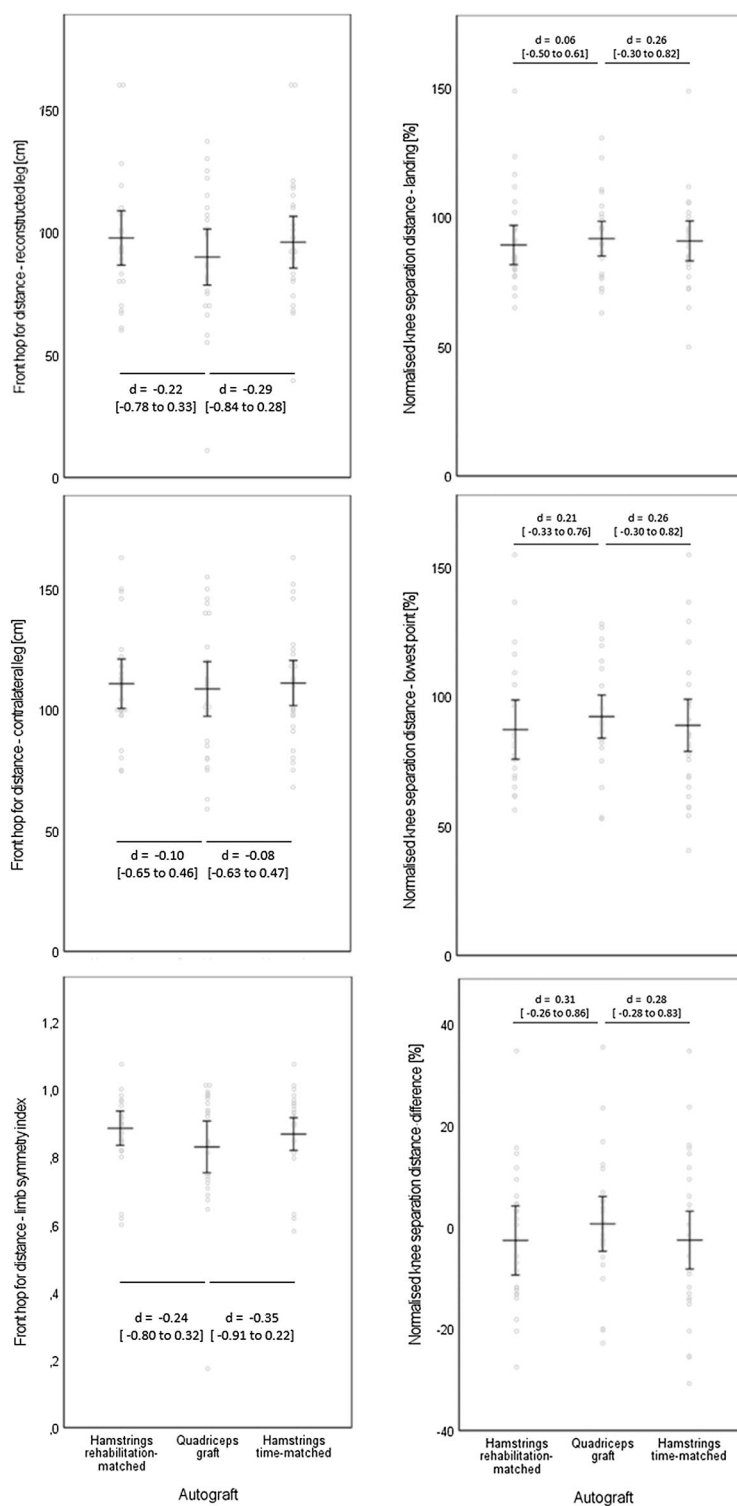 Front hop for distance - reconstructed leg [cm]
150
100
50
0
d = -0.22
[-0.78 to 0.33]
d = -0.29
[-0.84 to 0.28]
Normalised knee separation distance - landing [%]
150
100
50
0
d = 0.06
[-0.50 to 0.61]
d = 0.26
[-0.30 to 0.82]
Front hop for distance - contralateral leg [cm]
150
100
50
0
d = -0.10
[-0.65 to 0.46]
d = -0.08
[-0.63 to 0.47]
Normalised knee separation distance - lowest point [%]
150
100
50
0
d = 0.21
[ -0.33 to 0.76]
d = 0.26
[ -0.30 to 0.82]
Front hop for distance - limb symmetry index
1,2
1,0
,8
,6
,4
,2
,0
d = -0.24
[ -0.80 to 0.32]
d = -0.35
[ -0.91 to 0.22]
Hamstrings
rehabilitation-
matched
Quadriceps
graft
Hamstrings
time-matched
Autograft
Normalised knee separation distance difference [%]
40
20
0
-20
-40
d = 0.31
[ -0.26 to 0.86]
d = 0.28
[ -0.28 to 0.83]
Hamstrings
rehabilitation-
matched
Quadriceps
graft
Hamstrings
time-matched
Autograft